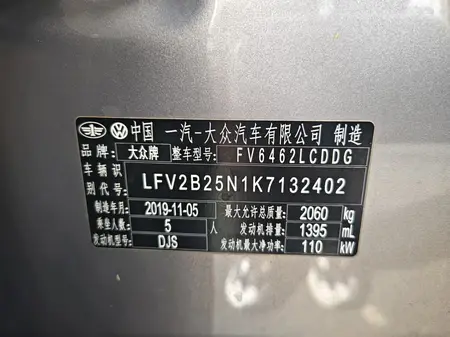 中国 一汽-大众汽车有限公司 制造
品牌: 大众牌 整车型号: FV6462LCDDG
车辆识别代号: LFV2B25N1K7132402
制造年月 2019-11-05 最大允许总质量 2060 kg
乘坐人数 5 人 发动机排量 1395 mL
发动机型号 DJS 发动机最大净功率 110 kW